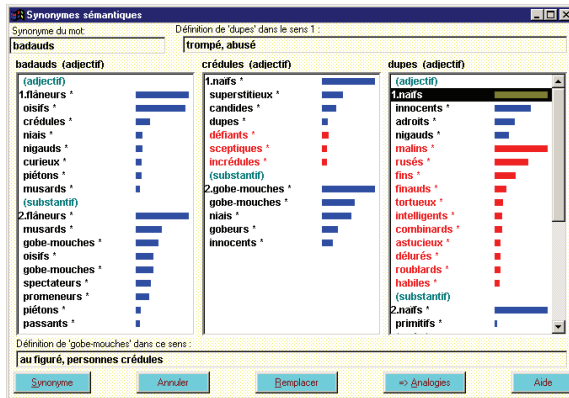 Synonymes sémantiques
Synonyme du mot:
Définition de 'dupes' dans le sens 1 :
badauds
trompé, abusé
badauds (adjectif)
(adjectif)
1.flâneurs *
oisifs *
crédules *
niais *
nigauds *
curieux *
piétons *
musards *
(substantif)
2.flâneurs *
musards *
gobe-mouches *
oisifs *
gobe-mouches *
spectateurs *
promeneurs *
piétons *
passants *
crédules (adjectif)
1.naïfs *
superstitieux *
candides *
dupes *
défiants *
sceptiques *
incrédules *
(substantif)
2.gobe-mouches *
gobe-mouches *
niais *
gobeurs *
innocents *
dupes (adjectif)
(adjectif)
1.naïfs
innocents *
adroits *
nigauds *
malins *
rusés *
fins *
finauds *
tortueux *
intelligents *
combinards *
astucieux *
délurés *
roublards *
habiles *
(substantif)
2.naïfs *
primitifs *
Définition de 'gobe-mouches' dans ce sens :
au figuré, personnes crédules
Synonyme
Annuler
Remplacer
=> Analogies
Aide